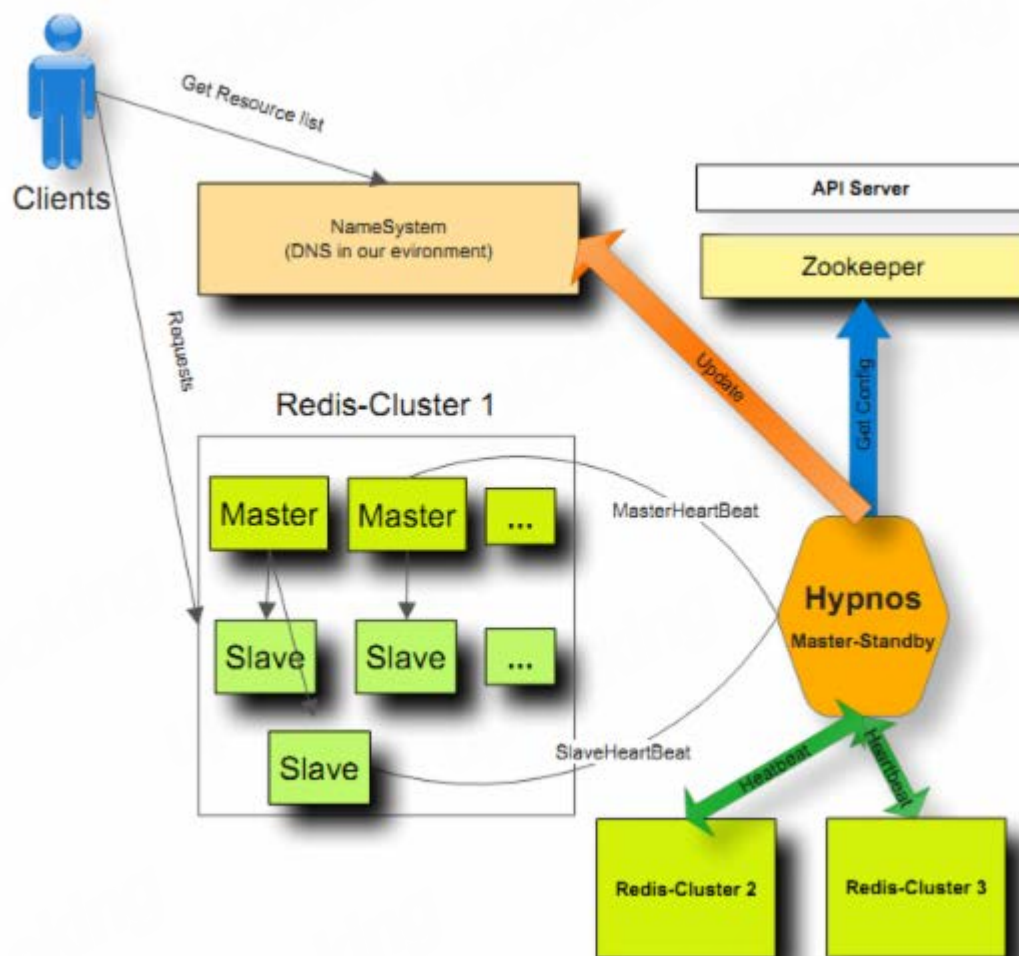 Get Resource list
Clients
API Server
NameSystem
(DNS in our evironment)
Zookeeper
Requests
Update
Get Config
Redis-Cluster 1
Master
Master
...
MasterHeartBeat
Hypnos
Master-Standby
Slave
Slave
...
Slave
SlaveHeartBeat
Heatbeat
Heartbeat
Redis-Cluster 2
Redis-Cluster 3